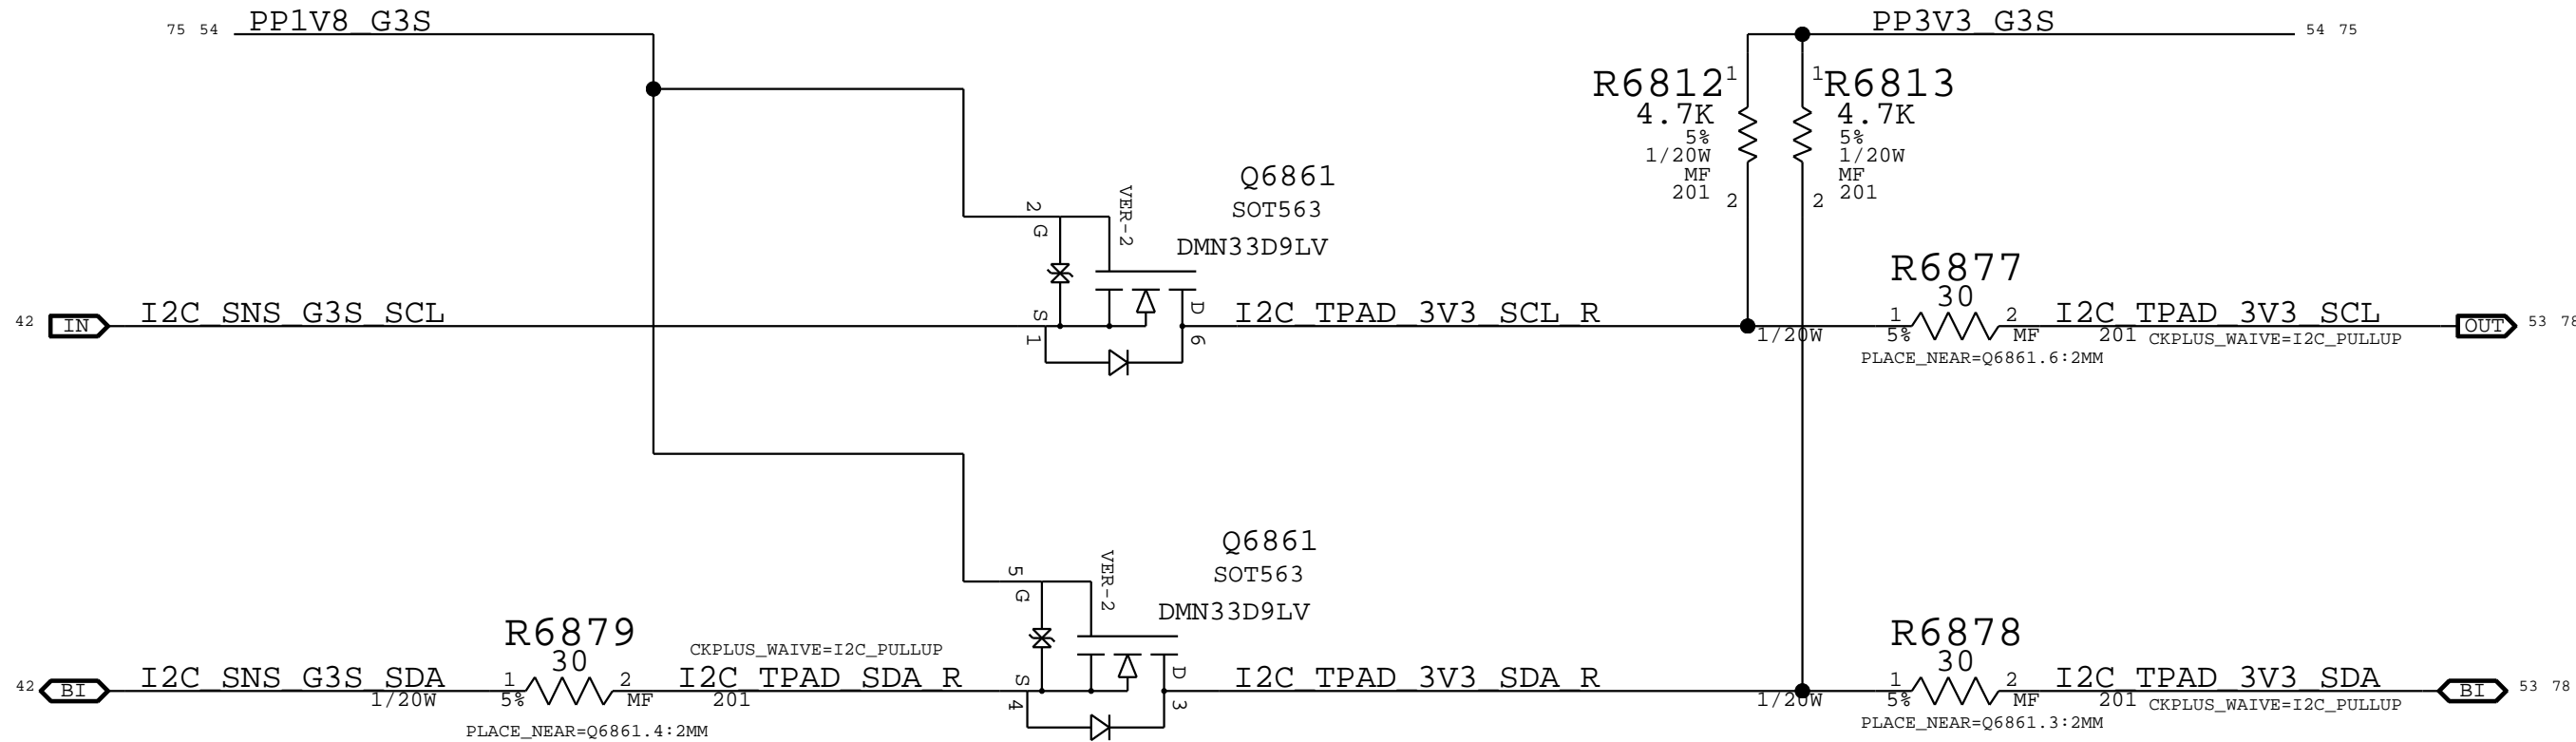 75 54 PP1V8_G3S
PP3V3_G3S 54 75
R6812 1
4.7K
5%
1/20W
MF
201 2
1 R6813
4.7K
5%
1/20W
MF
2 201
Q6861
SOT563
DMN33D9LV
VER-2
2
G
S
1
D
6
42 IN I2C_SNS_G3S_SCL
I2C_TPAD_3V3_SCL_R
R6877
30
1 2
1/20W 5% MF 201
PLACE_NEAR=Q6861.6:2MM
I2C_TPAD_3V3_SCL
CKPLUS_WAIVE=I2C_PULLUP
OUT 53 78
Q6861
SOT563
DMN33D9LV
VER-2
5
G
S
4
D
3
42 BI I2C_SNS_G3S_SDA
R6879
30
1 2
1/20W 5% MF 201
PLACE_NEAR=Q6861.4:2MM
CKPLUS_WAIVE=I2C_PULLUP
I2C_TPAD_SDA_R
I2C_TPAD_3V3_SDA_R
R6878
30
1 2
1/20W 5% MF 201
PLACE_NEAR=Q6861.3:2MM
I2C_TPAD_3V3_SDA
CKPLUS_WAIVE=I2C_PULLUP
BI 53 78